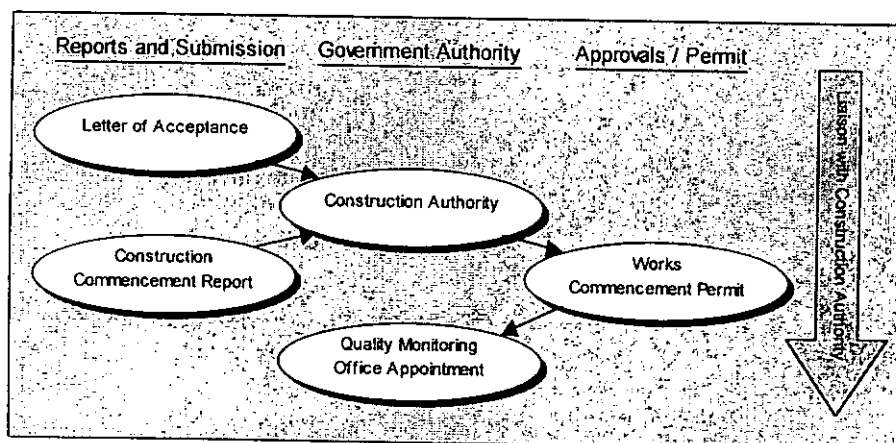 Reports and Submission
Government Authority
Approvals / Permit
Letter of Acceptance
Construction Authority
Construction
Commencement Report
Works
Commencement Permit
Quality Monitoring
Office Appointment
Liaison with Construction Authority